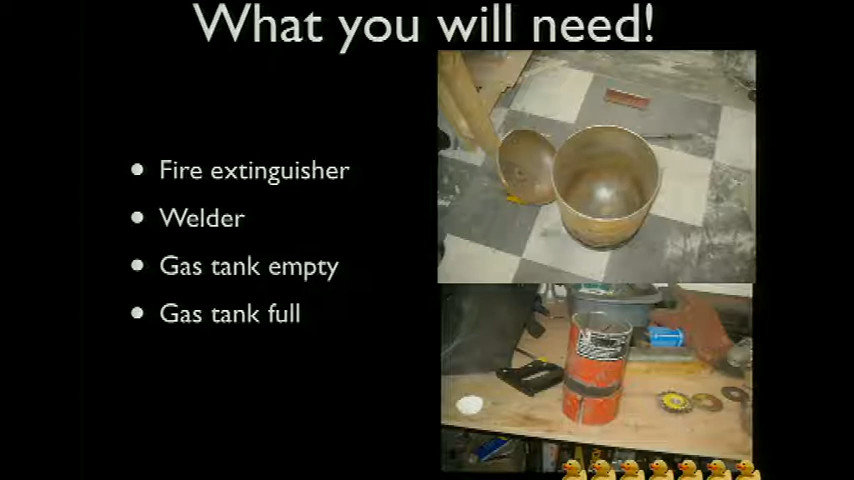 What you will need!
Fire extinguisher
Welder
Gas tank empty
Gas tank full